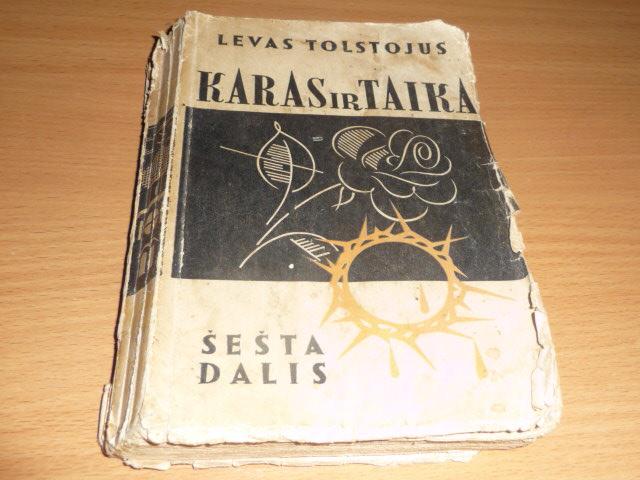 LEVAS TOLSTOJUS
KARAS IR TAIKA
ŠEŠTA
DALIS